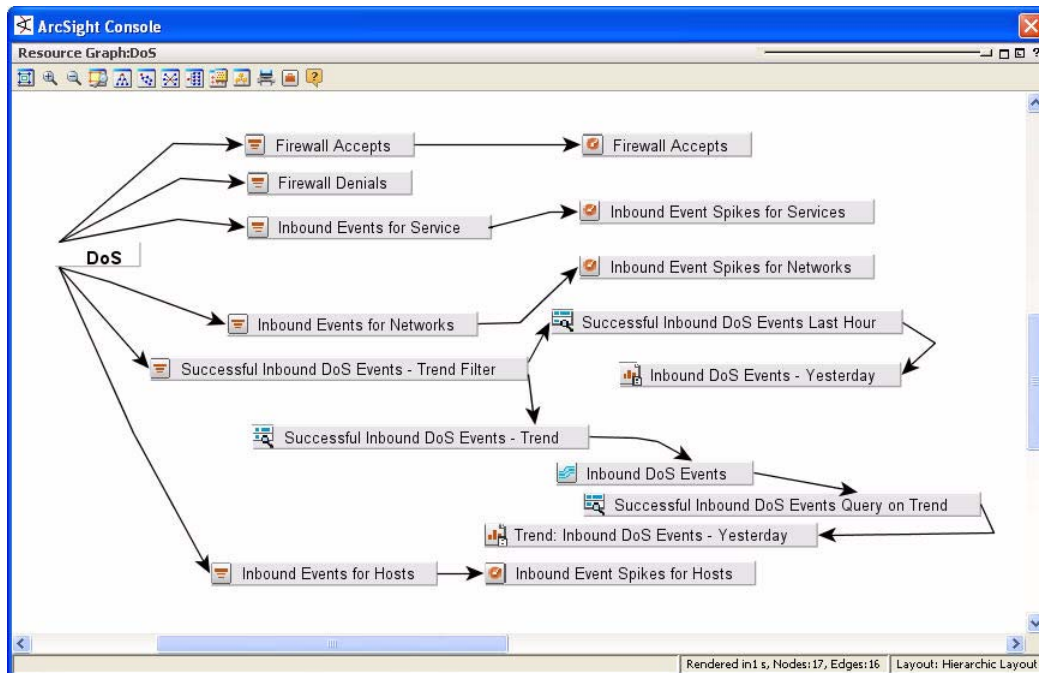 ArcSight Console
Resource Graph:DoS
Firewall Accepts
Firewall Accepts
Firewall Denials
Inbound Event Spikes for Services
Inbound Events for Service
DoS
Inbound Event Spikes for Networks
Inbound Events for Networks
Successful Inbound DoS Events Last Hour
Successful Inbound DoS Events - Trend Filter
Inbound DoS Events - Yesterday
Successful Inbound DoS Events - Trend
Inbound DoS Events
Successful Inbound DoS Events Query on Trend
Trend: Inbound DoS Events - Yesterday
Inbound Events for Hosts
Inbound Event Spikes for Hosts
Rendered in1 s, Nodes:17, Edges:16
Layout: Hierarchic Layout